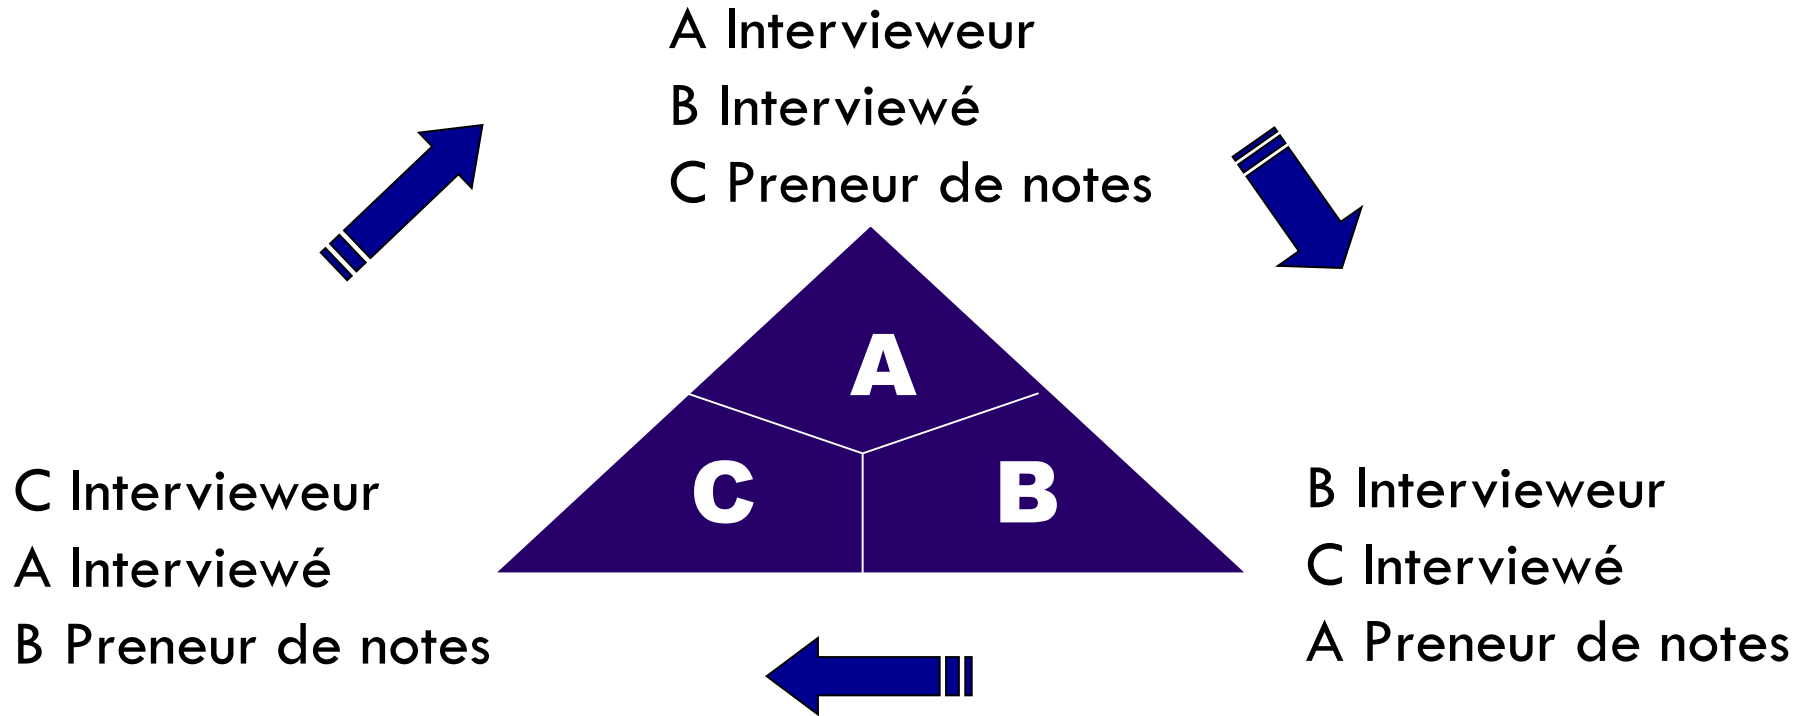 A Intervieweur
B Interviewé
C Preneur de notes
A
C
B
C Intervieweur
A Interviewé
B Preneur de notes
B Intervieweur
C Interviewé
A Preneur de notes